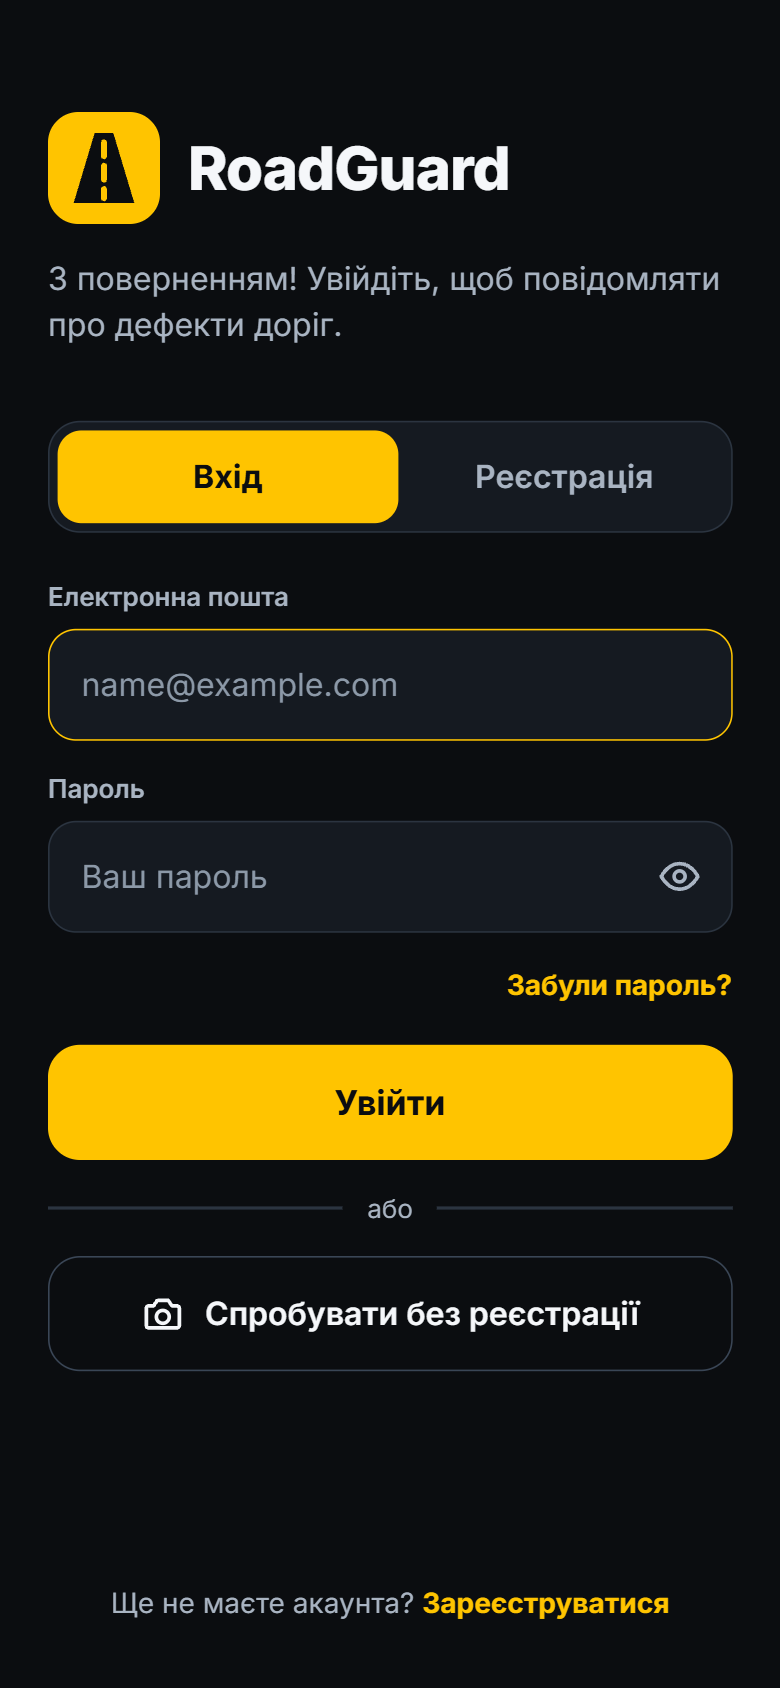 RoadGuard
З поверненням! Увійдіть, щоб повідомляти
про дефекти доріг.
Вхід
Реєстрація
Електронна пошта
name@example.com
Пароль
Ваш пароль
Забули пароль?
Увійти
або
Спробувати без реєстрації
Ще не маєте акаунта? Зареєструватися